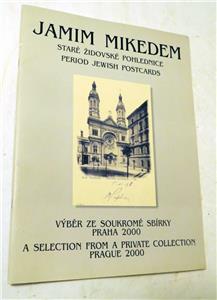 JAMIM MIKEDEM
STARÉ ŽIDOVSKÉ POHLEDNICE
PERIOD JEWISH POSTCARDS
VÝBĚR ZE SOUKROMÉ SBÍRKY
PRAHA 2000
A SELECTION FROM A PRIVATE COLLECTION
PRAGUE 2000